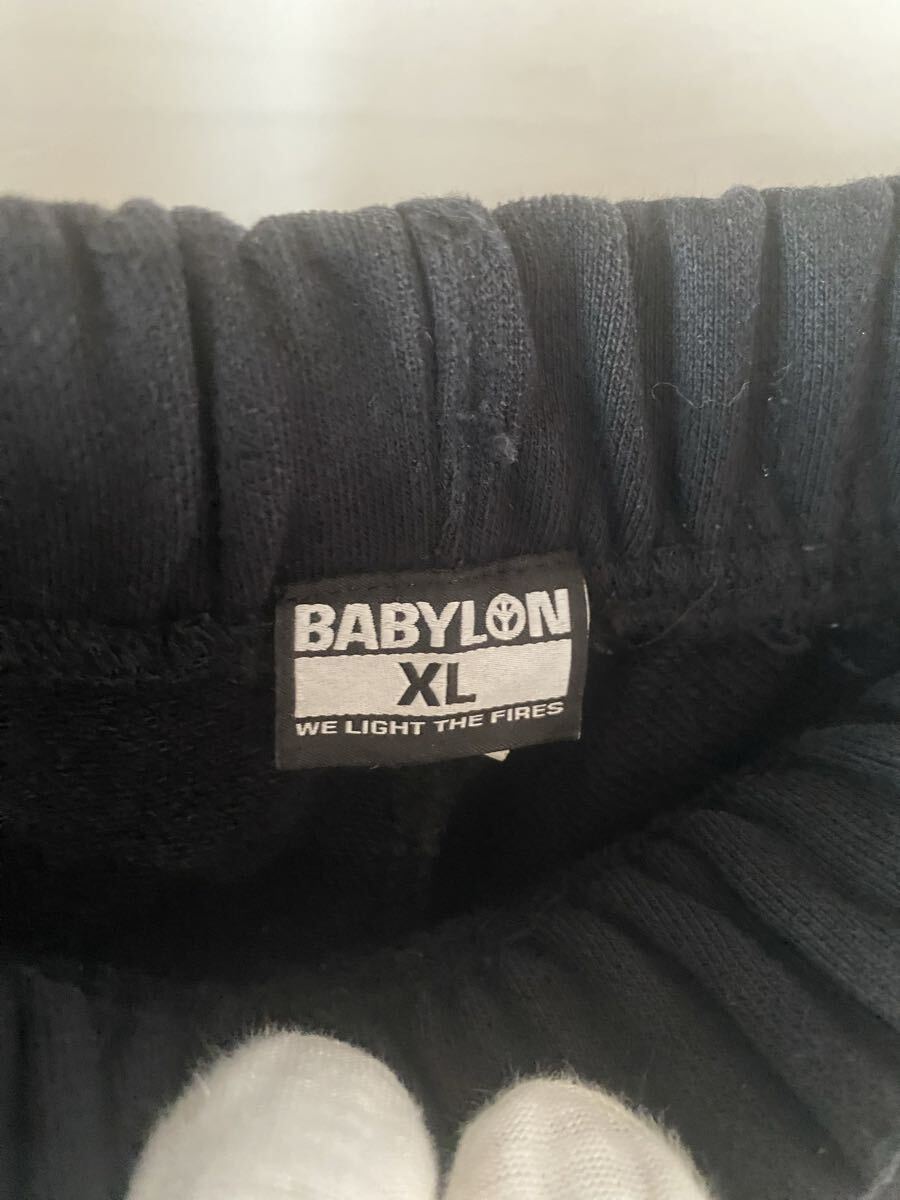 BABYLON
XL
WE LIGHT THE FIRES